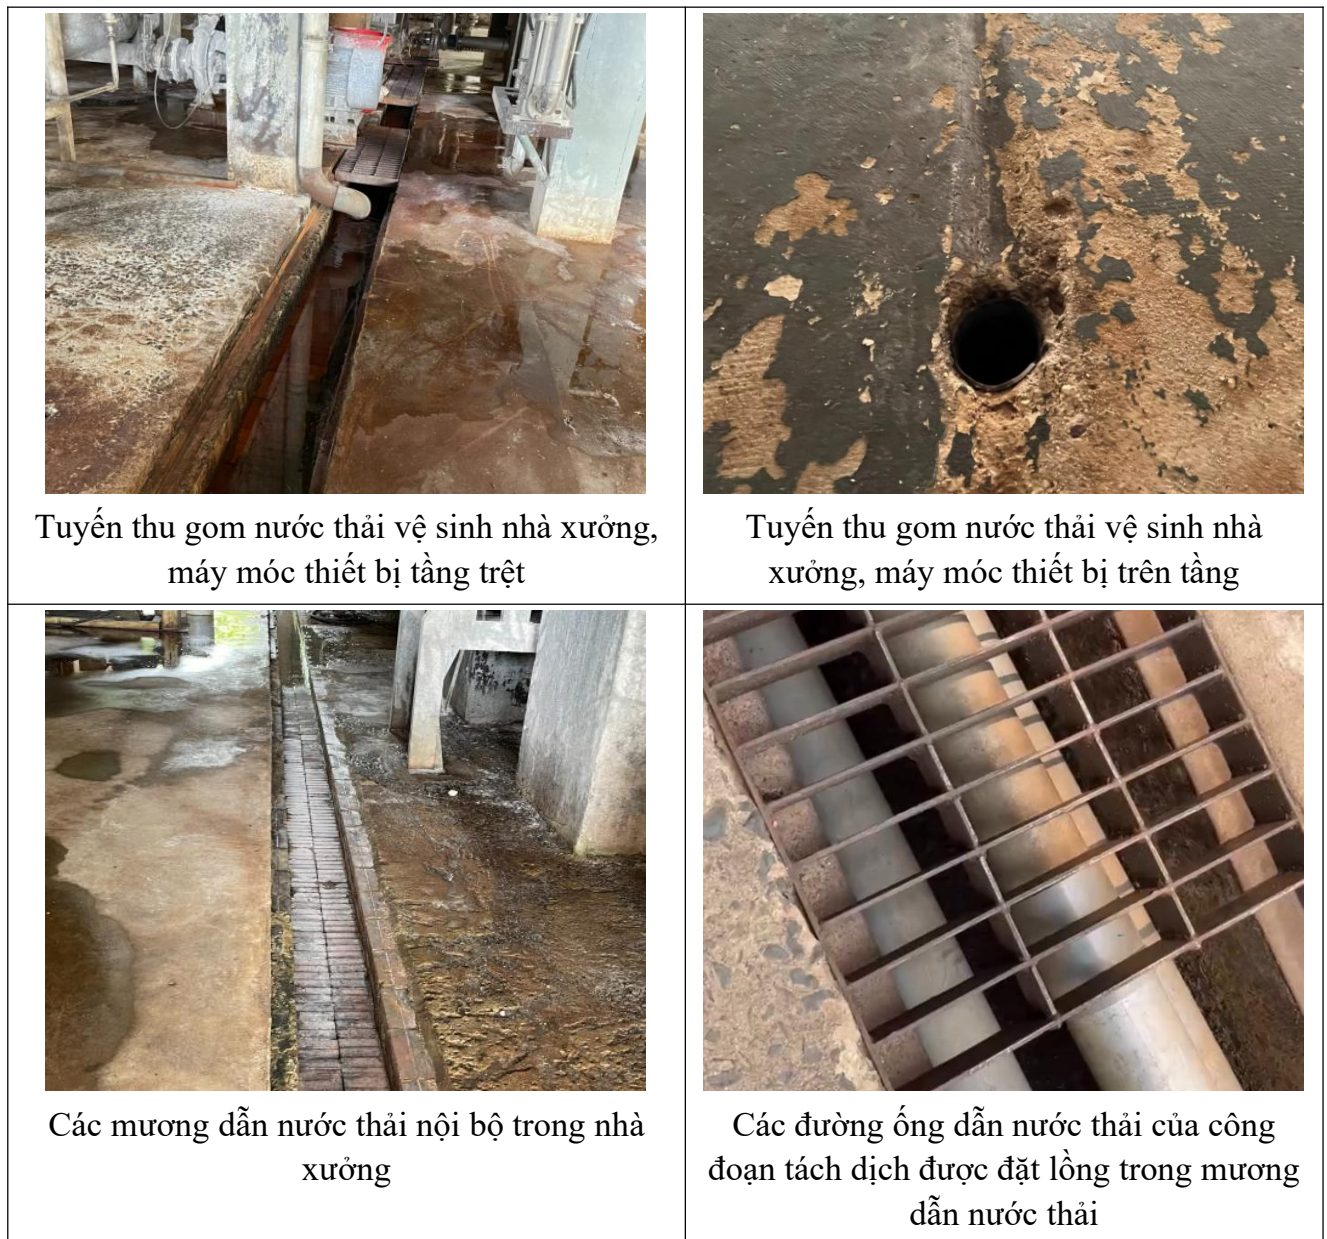 Tuyến thu gom nước thải vệ sinh nhà xưởng,
máy móc thiết bị tầng trệt
Tuyến thu gom nước thải vệ sinh nhà
xưởng, máy móc thiết bị trên tầng
Các mương dẫn nước thải nội bộ trong nhà
xưởng
Các đường ống dẫn nước thải của công
đoạn tách dịch được đặt lồng trong mương
dẫn nước thải